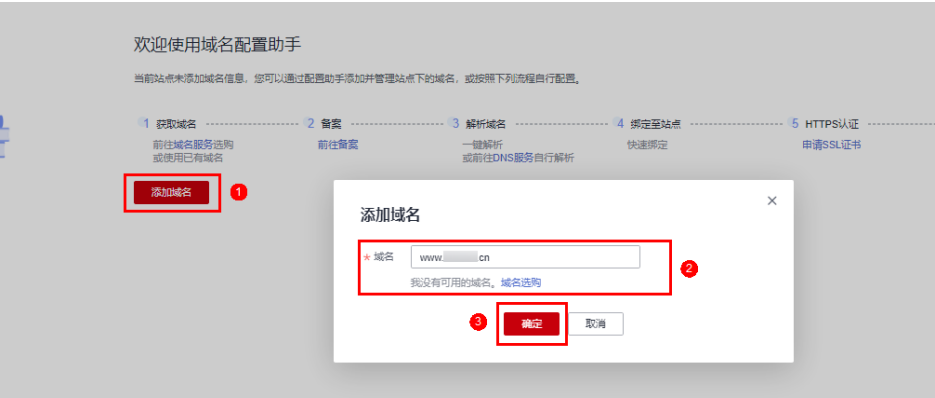 欢迎使用域名配置助手
当前站点未添加域名信息，您可以通过配置助手添加并管理站点下的域名，或按照下列流程自行配置。
1 获取域名 2 备案 3 解析域名 4 绑定至站点 5 HTTPS认证
前往域名服务选购 前往备案 一键解析 快速绑定 申请SSL证书
或使用已有域名 或前往DNS服务自行解析
添加域名 1
添加域名
* 域名 www. .cn
2
我没有可用的域名。域名选购
3 确定 取消